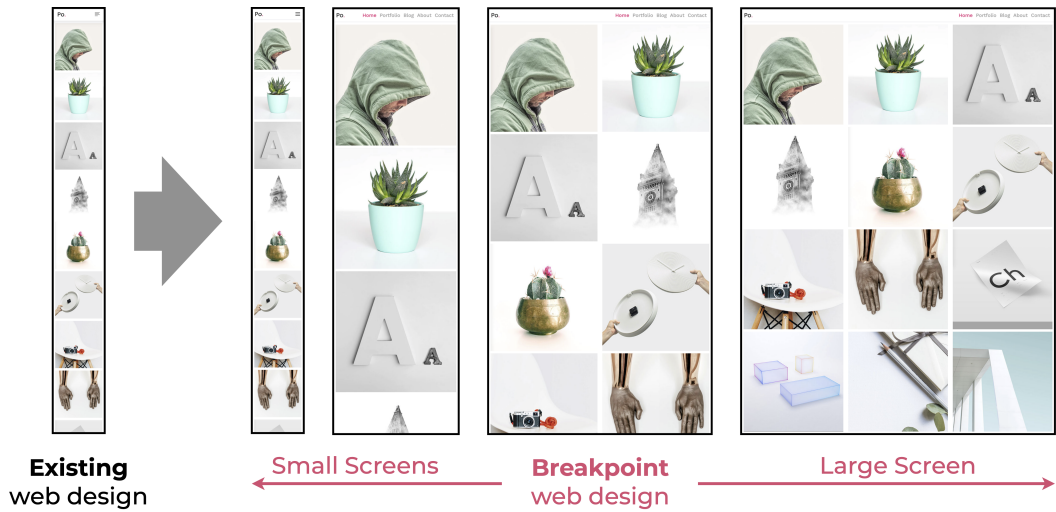 Po.
Po.
Po.
Home Portfolio Blog About Contact
Po.
Home Portfolio Blog About Contact
Po.
Home Portfolio Blog About Contact
A A
A A
A A
A A
A A
Ch
Existing
web design
Small Screens
Breakpoint
web design
Large Screen